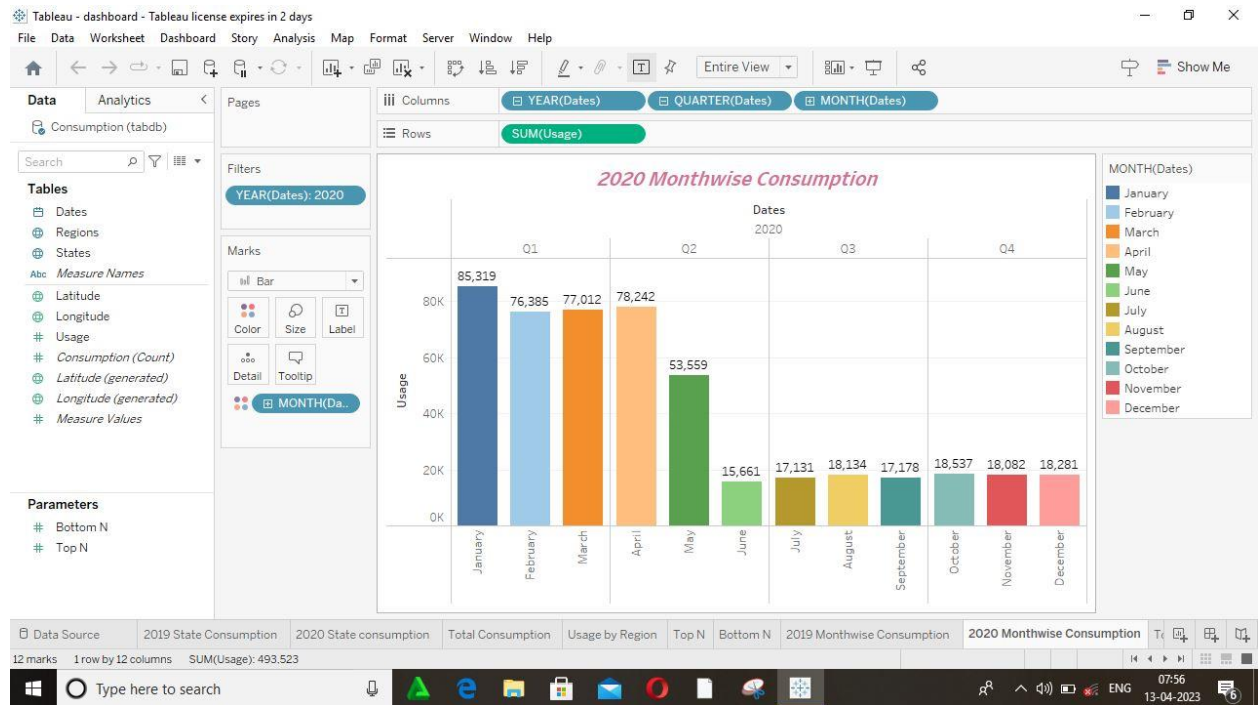 Tableau - dashboard - Tableau license expires in 2 days
File Data Worksheet Dashboard Story Analysis Map Format Server Window Help
Entire View
Show Me
Data Analytics
Consumption (tabdb)
Search
Tables
Dates
Regions
States
Abc Measure Names
Latitude
Longitude
# Usage
# Consumption (Count)
Latitude (generated)
Longitude (generated)
# Measure Values
Parameters
# Bottom N
# Top N
Pages
Filters
YEAR(Dates): 2020
Marks
Bar
Color Size Label
Detail Tooltip
MONTH(Da..
Columns YEAR(Dates) QUARTER(Dates) MONTH(Dates)
Rows SUM(Usage)
2020 Monthwise Consumption
Dates
2020
Q1 Q2 Q3 Q4
85,319 76,385 77,012 78,242 53,559 15,661 17,131 18,134 17,178 18,537 18,082 18,281
Usage
80K
60K
40K
20K
0K
January February March April May June July August September October November December
MONTH(Dates)
January
February
March
April
May
June
July
August
September
October
November
December
Data Source 2019 State Consumption 2020 State consumption Total Consumption Usage by Region Top N Bottom N 2019 Monthwise Consumption 2020 Monthwise Consumption
12 marks 1 row by 12 columns SUM(Usage): 493,523
Type here to search
ENG
07:56
13-04-2023
6